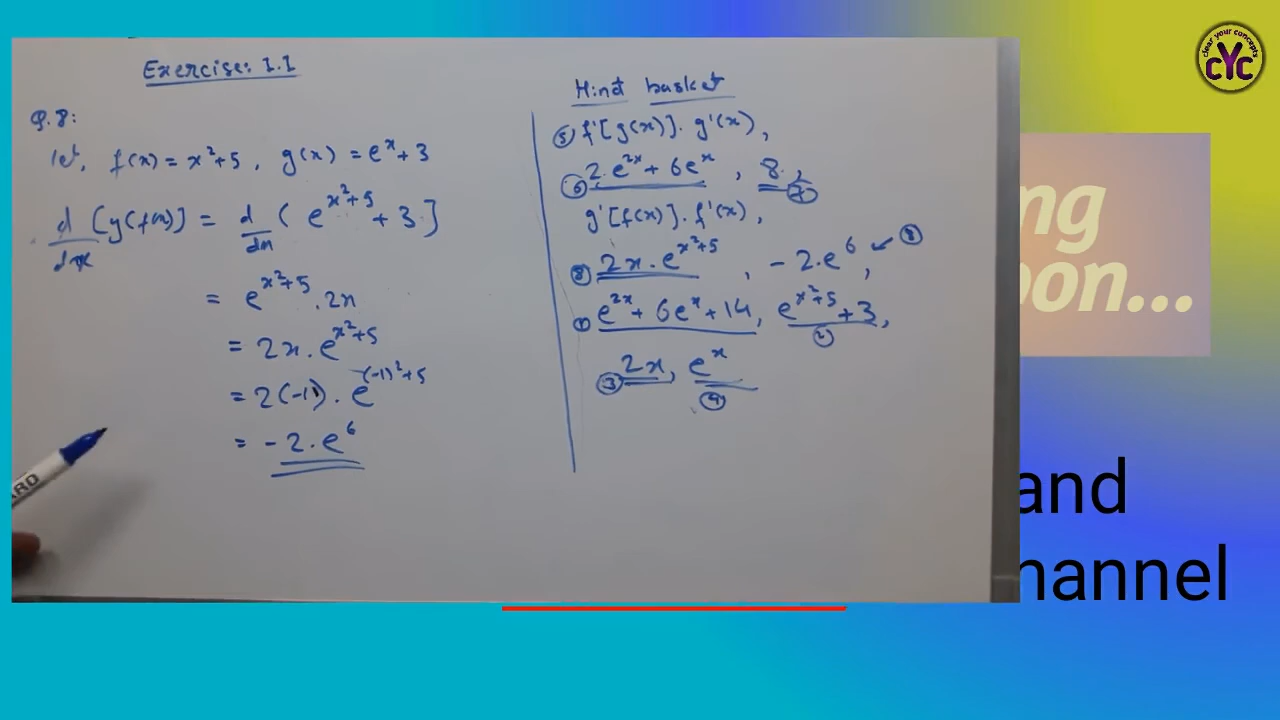 Exercise: 1.1
Q.8:
let, f(x) = x²+5 , g(x) = eˣ+3
d/dx [g(f(x))] = d/dx ( e^(x²+5) + 3 ]
= e^(x²+5) . 2x
= 2x . e^(x²+5)
= 2(-1) . e^((-1)²+5)
= -2 . e⁶
Hint basket
⑤ f'[g(x)] . g'(x),
⑥ 2.e^(2x) + 6eˣ , 8 , ⑦
g'[f(x)] . f'(x),
⑧ 2x . e^(x²+5) , -2.e⁶ ,
e^(2x) + 6eˣ + 14, e^(x²+5) + 3,
①
②
③ 2x, eˣ
④
ng
oon...
and
hannel
clear your concepts
CYC